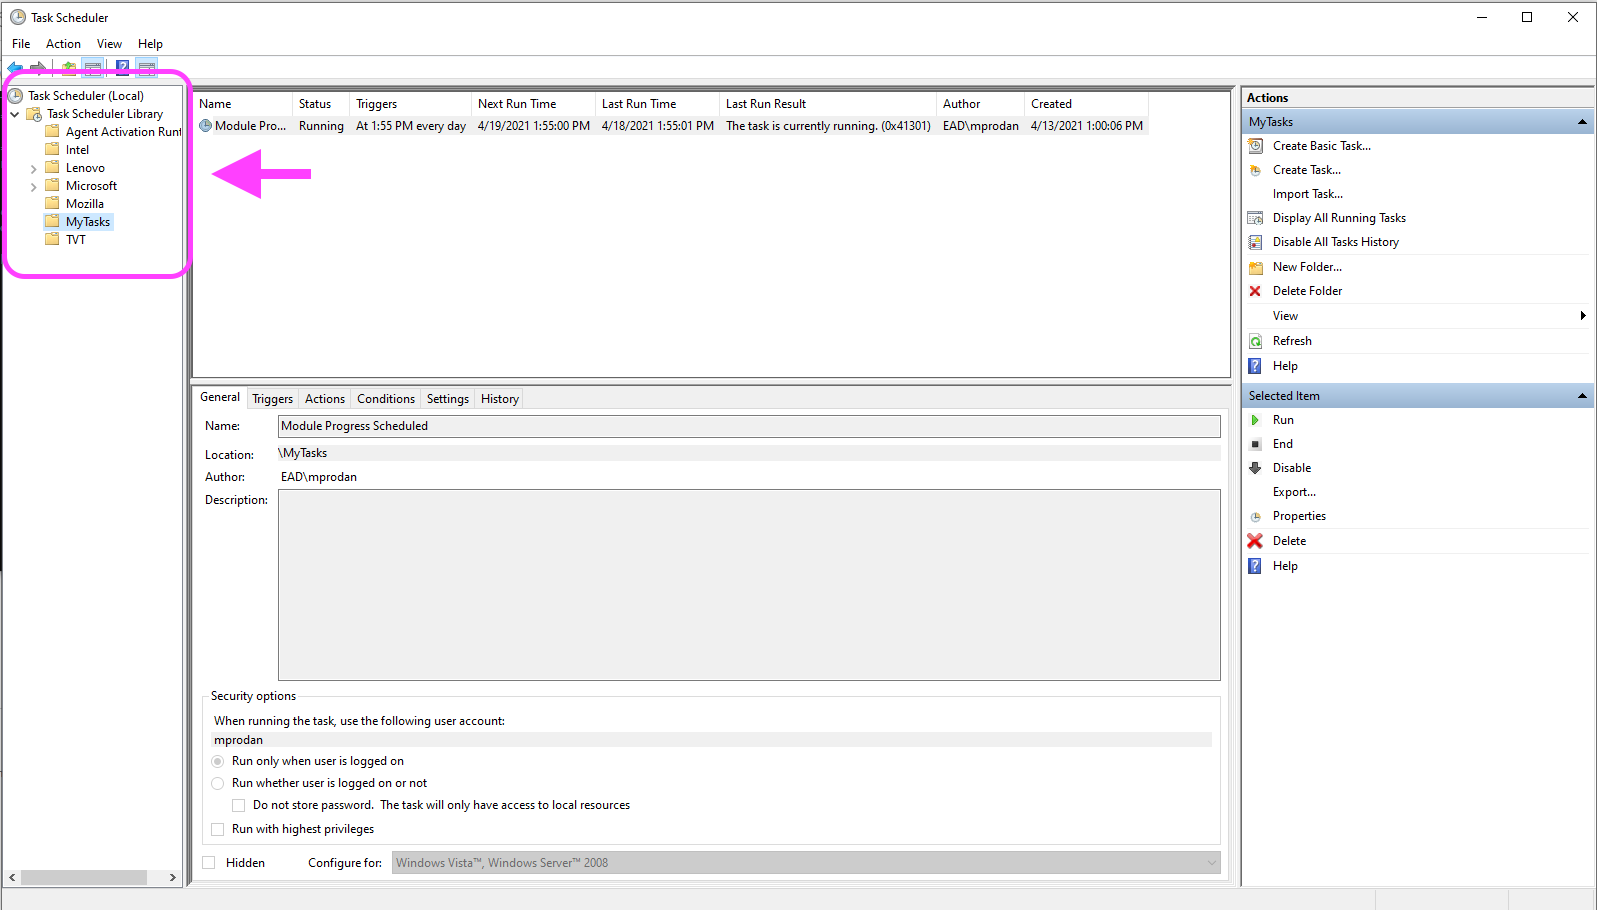 Task Scheduler
File Action View Help
Task Scheduler (Local)
Task Scheduler Library
Agent Activation Runt
Intel
Lenovo
Microsoft
Mozilla
MyTasks
TVT
Name Status Triggers Next Run Time Last Run Time Last Run Result Author Created
Module Pro... Running At 1:55 PM every day 4/19/2021 1:55:00 PM 4/18/2021 1:55:01 PM The task is currently running. (0x41301) EAD\mprodan 4/13/2021 1:00:06 PM
General Triggers Actions Conditions Settings History
Name: Module Progress Scheduled
Location: \MyTasks
Author: EAD\mprodan
Description:
Security options
When running the task, use the following user account:
mprodan
Run only when user is logged on
Run whether user is logged on or not
Do not store password. The task will only have access to local resources
Run with highest privileges
Hidden Configure for: Windows Vista™, Windows Server™ 2008
Actions
MyTasks
Create Basic Task...
Create Task...
Import Task...
Display All Running Tasks
Disable All Tasks History
New Folder...
Delete Folder
View
Refresh
Help
Selected Item
Run
End
Disable
Export...
Properties
Delete
Help